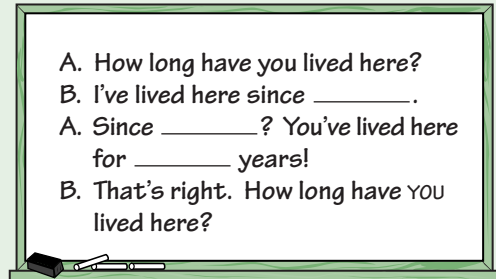 A. How long have you lived here?
B. I've lived here since ________.
A. Since ________? You've lived here
for ________ years!
B. That's right. How long have YOU
lived here?